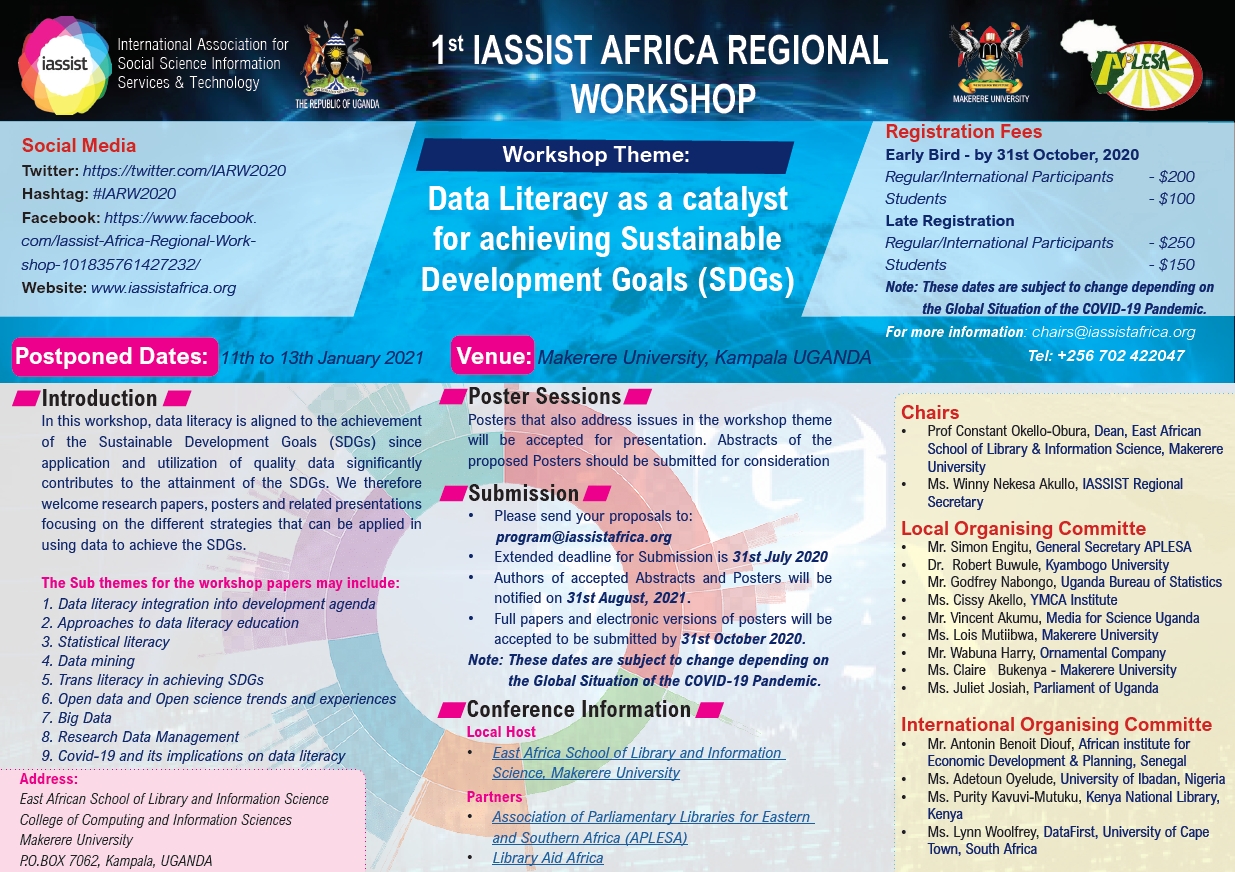 iassist
International Association for
Social Science Information
Services & Technology
THE REPUBLIC OF UGANDA
1st IASSIST AFRICA REGIONAL
WORKSHOP
MAKERERE UNIVERSITY
APLESA
Social Media
Twitter: https://twitter.com/IARW2020
Hashtag: #IARW2020
Facebook: https://www.facebook.
com/Iassist-Africa-Regional-Work-
shop-101835761427232/
Website: www.iassistafrica.org
Workshop Theme:
Data Literacy as a catalyst
for achieving Sustainable
Development Goals (SDGs)
Registration Fees
Early Bird - by 31st October, 2020
Regular/International Participants - $200
Students - $100
Late Registration
Regular/International Participants - $250
Students - $150
Note: These dates are subject to change depending on
the Global Situation of the COVID-19 Pandemic.
For more information: chairs@iassistafrica.org
Tel: +256 702 422047
Postponed Dates: 11th to 13th January 2021
Venue: Makerere University, Kampala UGANDA
Introduction
In this workshop, data literacy is aligned to the achievement
of the Sustainable Development Goals (SDGs) since
application and utilization of quality data significantly
contributes to the attainment of the SDGs. We therefore
welcome research papers, posters and related presentations
focusing on the different strategies that can be applied in
using data to achieve the SDGs.
The Sub themes for the workshop papers may include:
1. Data literacy integration into development agenda
2. Approaches to data literacy education
3. Statistical literacy
4. Data mining
5. Trans literacy in achieving SDGs
6. Open data and Open science trends and experiences
7. Big Data
8. Research Data Management
9. Covid-19 and its implications on data literacy
Address:
East African School of Library and Information Science
College of Computing and Information Sciences
Makerere University
P.O.BOX 7062, Kampala, UGANDA
Poster Sessions
Posters that also address issues in the workshop theme
will be accepted for presentation. Abstracts of the
proposed Posters should be submitted for consideration
Submission
• Please send your proposals to:
program@iassistafrica.org
• Extended deadline for Submission is 31st July 2020
• Authors of accepted Abstracts and Posters will be
notified on 31st August, 2021.
• Full papers and electronic versions of posters will be
accepted to be submitted by 31st October 2020.
Note: These dates are subject to change depending on
the Global Situation of the COVID-19 Pandemic.
Conference Information
Local Host
• East Africa School of Library and Information
Science, Makerere University
Partners
• Association of Parliamentary Libraries for Eastern
and Southern Africa (APLESA)
• Library Aid Africa
Chairs
• Prof Constant Okello-Obura, Dean, East African
School of Library & Information Science, Makerere
University
• Ms. Winny Nekesa Akullo, IASSIST Regional
Secretary
Local Organising Committee
• Mr. Simon Engitu, General Secretary APLESA
• Dr. Robert Buwule, Kyambogo University
• Mr. Godfrey Nabongo, Uganda Bureau of Statistics
• Ms. Cissy Akello, YMCA Institute
• Mr. Vincent Akumu, Media for Science Uganda
• Ms. Lois Mutiibwa, Makerere University
• Mr. Wabuna Harry, Ornamental Company
• Ms. Claire Bukenya - Makerere University
• Ms. Juliet Josiah, Parliament of Uganda
International Organising Committee
• Mr. Antonin Benoit Diouf, African institute for
Economic Development & Planning, Senegal
• Ms. Adetoun Oyelude, University of Ibadan, Nigeria
• Ms. Purity Kavuvi-Mutuku, Kenya National Library,
Kenya
• Ms. Lynn Woolfrey, DataFirst, University of Cape
Town, South Africa